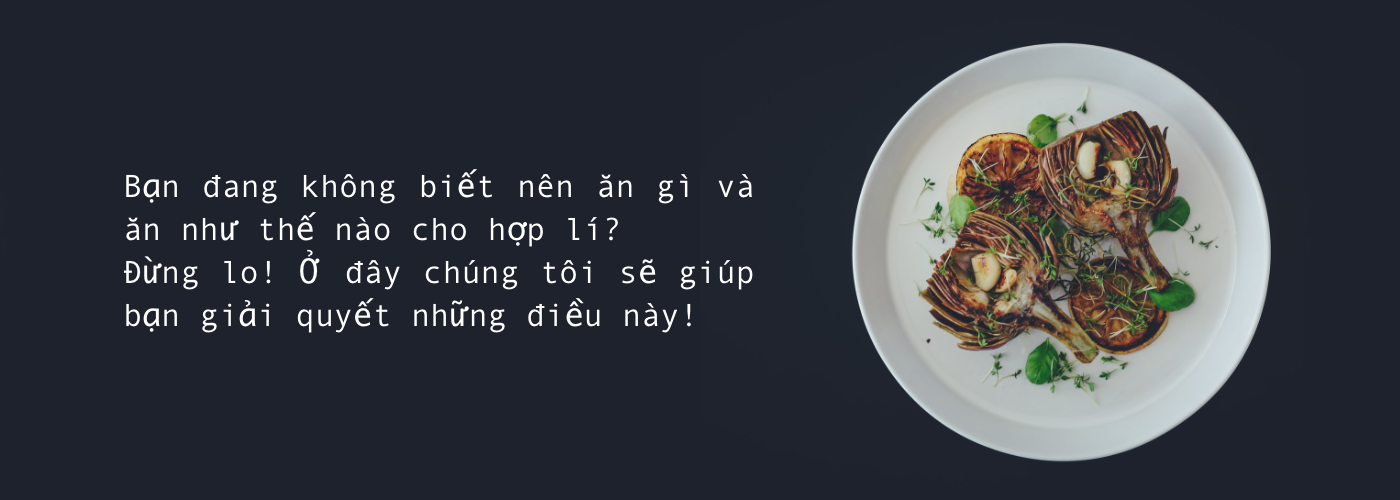 Bạn đang không biết nên ăn gì và
ăn như thế nào cho hợp lí?
Đừng lo! Ở đây chúng tôi sẽ giúp
bạn giải quyết những điều này!